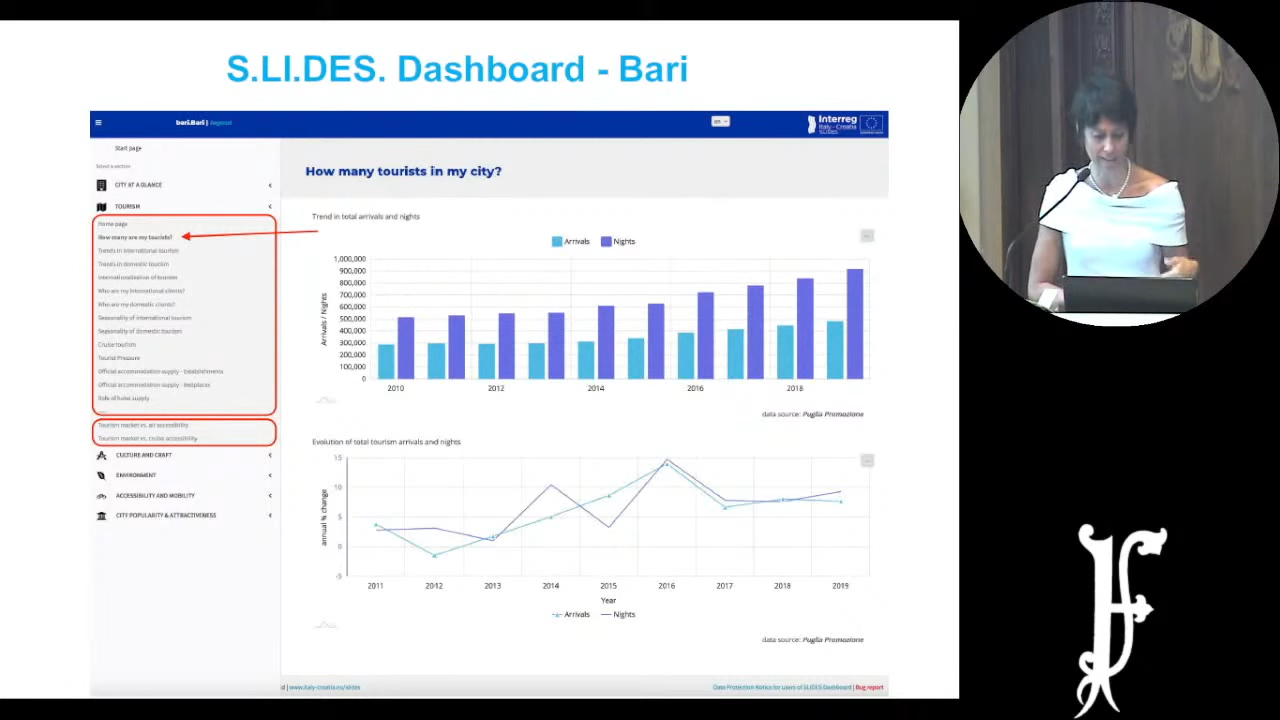 S.LI.DES. Dashboard - Bari
bari.Bari |
en
Interreg
Italy - Croatia
SLIDES
Start page
Select a section
CITY AT A GLANCE
TOURISM
Home page
How many are my tourists?
Trends in international tourism
Trends in domestic tourism
Internationalisation of tourism
Who are my international clients?
Who are my domestic clients?
Seasonality of international tourism
Seasonality of domestic tourism
Cruise tourism
Tourist Pressure
Official accommodation supply - Establishments
Official accommodation supply - Bedplaces
Role of hotel supply
Tourism market vs. air accessibility
Tourism market vs. cruise accessibility
CULTURE AND CRAFT
ENVIRONMENT
ACCESSIBILITY AND MOBILITY
CITY POPULARITY & ATTRACTIVENESS
How many tourists in my city?
Trend in total arrivals and nights
Arrivals Nights
1,000,000
900,000
800,000
700,000
600,000
500,000
400,000
300,000
200,000
100,000
0
Arrivals / Nights
2010 2012 2014 2016 2018
data source: Puglia Promozione
Evolution of total tourism arrivals and nights
15
10
5
0
-5
annual % change
2011 2012 2013 2014 2015 2016 2017 2018 2019
Year
Arrivals Nights
data source: Puglia Promozione
d | www.italy-croatia.eu/slides
Data Protection Notice for users of SLIDES Dashboard | Bug report